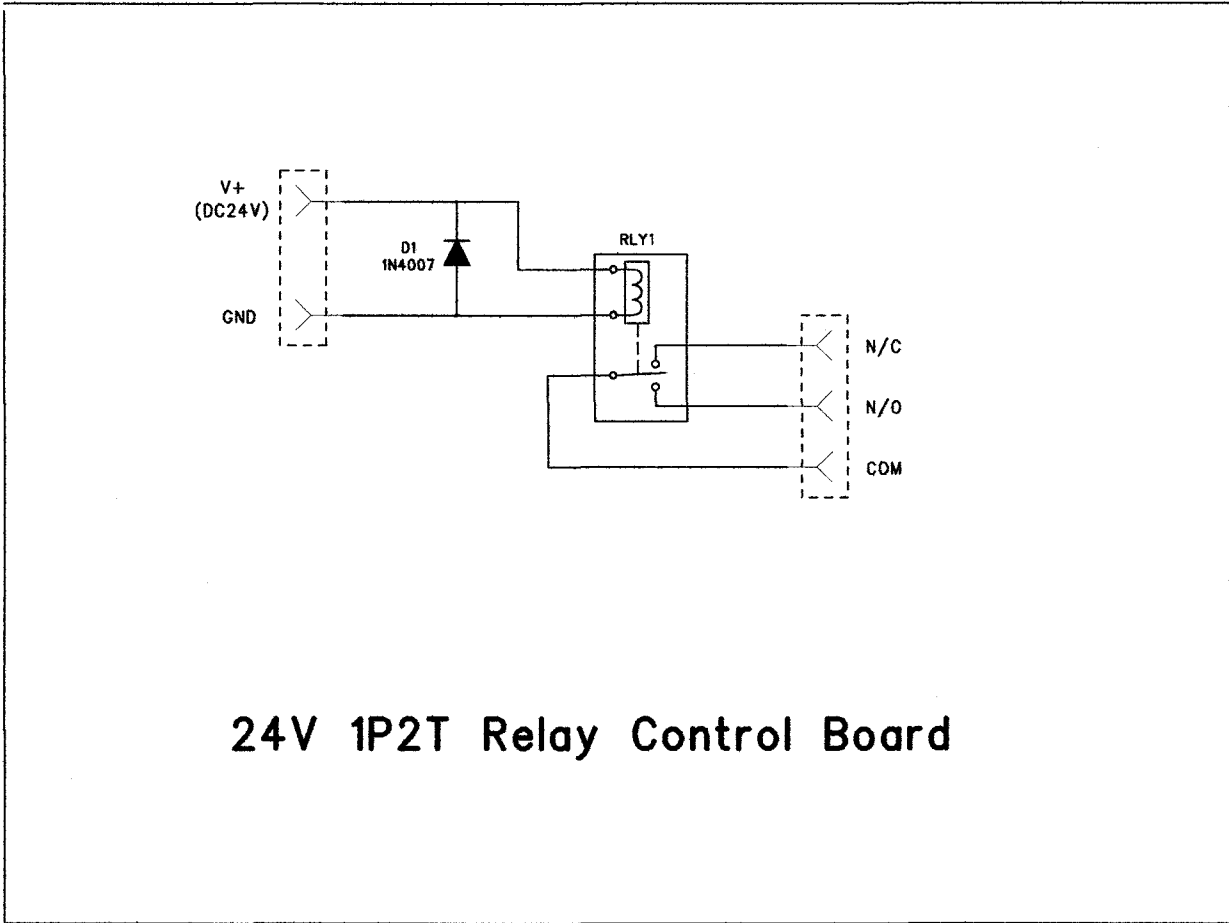 V+
(DC24V)
D1
1N4007
RLY1
GND
N/C
N/O
COM
24V 1P2T Relay Control Board